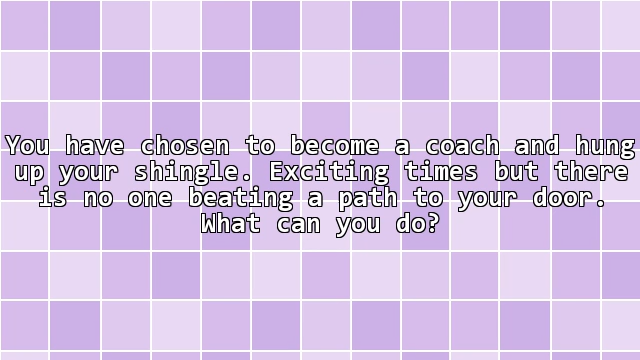 You have chosen to become a coach and hung
up your shingle. Exciting times but there
is no one beating a path to your door.
What can you do?